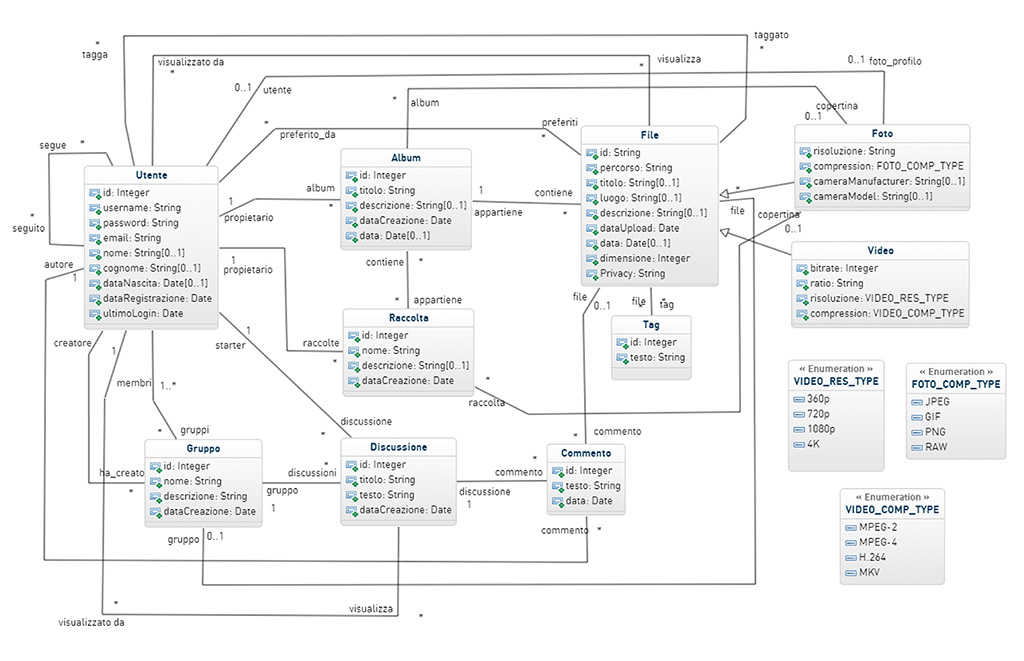 taggato
*
*
tagga
visualizzato da
*
visualizza
*
0..1 foto_profilo
0..1
utente
*
album
copertina
0..1
*
preferito_da
preferiti
*
segue *
*
seguito
Utente
id: Integer
username: String
password: String
email: String
nome: String[0..1]
cognome: String[0..1]
dataNascita: Date[0..1]
dataRegistrazione: Date
ultimoLogin: Date
Album
id: Integer
titolo: String
descrizione: String[0..1]
dataCreazione: Date
data: Date[0..1]
File
id: String
percorso: String
titolo: String[0..1]
luogo: String[0..1]
descrizione: String[0..1]
dataUpload: Date
data: Date[0..1]
dimensione: Integer
Privacy: String
Foto
risoluzione: String
compression: FOTO_COMP_TYPE
cameraManufacturer: String[0..1]
cameraModel: String[0..1]
album
*
1
propietario
1
appartiene
contiene
*
*
file
copertina
0..1
Video
bitrate: Integer
ratio: String
risoluzione: VIDEO_RES_TYPE
compression: VIDEO_COMP_TYPE
autore
1
1
propietario
contiene *
* appartiene
file
0..1
file *
*
tag
Raccolta
id: Integer
nome: String
descrizione: String[0..1]
dataCreazione: Date
Tag
id: Integer
testo: String
creatore
1
1
starter
raccolte
*
*
raccolta
membri 1..*
* gruppi
discussione
*
commento
*
Gruppo
id: Integer
nome: String
descrizione: String
dataCreazione: Date
Discussione
id: Integer
titolo: String
testo: String
dataCreazione: Date
Commento
id: Integer
testo: String
data: Date
ha_creato
*
*
discussioni
gruppo
1
*
commento
discussione
1
commento *
gruppo
0..1
*
visualizzato da
visualizza
*
« Enumeration »
VIDEO_RES_TYPE
360p
720p
1080p
4K
« Enumeration »
FOTO_COMP_TYPE
JPEG
GIF
PNG
RAW
« Enumeration »
VIDEO_COMP_TYPE
MPEG-2
MPEG-4
H.264
MKV